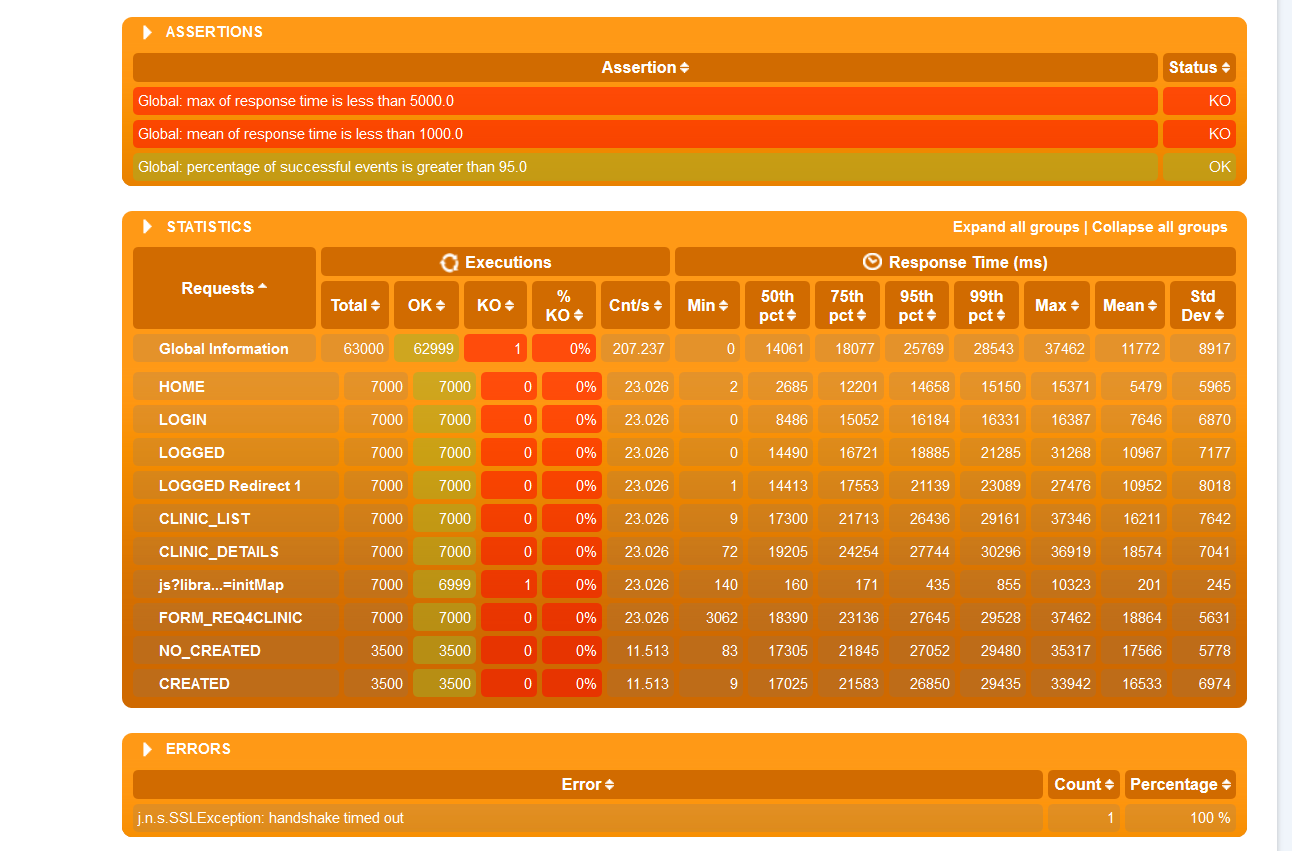 ASSERTIONS
Assertion Status
Global: max of response time is less than 5000.0 KO
Global: mean of response time is less than 1000.0 KO
Global: percentage of successful events is greater than 95.0 OK
STATISTICS Expand all groups | Collapse all groups
Requests Executions Response Time (ms)
Total OK KO % KO Cnt/s Min 50th pct 75th pct 95th pct 99th pct Max Mean Std Dev
Global Information 63000 62999 1 0% 207.237 0 14061 18077 25769 28543 37462 11772 8917
HOME 7000 7000 0 0% 23.026 2 2685 12201 14658 15150 15371 5479 5965
LOGIN 7000 7000 0 0% 23.026 0 8486 15052 16184 16331 16387 7646 6870
LOGGED 7000 7000 0 0% 23.026 0 14490 16721 18885 21285 31268 10967 7177
LOGGED Redirect 1 7000 7000 0 0% 23.026 1 14413 17553 21139 23089 27476 10952 8018
CLINIC_LIST 7000 7000 0 0% 23.026 9 17300 21713 26436 29161 37346 16211 7642
CLINIC_DETAILS 7000 7000 0 0% 23.026 72 19205 24254 27744 30296 36919 18574 7041
js?libra...=initMap 7000 6999 1 0% 23.026 140 160 171 435 855 10323 201 245
FORM_REQ4CLINIC 7000 7000 0 0% 23.026 3062 18390 23136 27645 29528 37462 18864 5631
NO_CREATED 3500 3500 0 0% 11.513 83 17305 21845 27052 29480 35317 17566 5778
CREATED 3500 3500 0 0% 11.513 9 17025 21583 26850 29435 33942 16533 6974
ERRORS
Error Count Percentage
j.n.s.SSLException: handshake timed out 1 100 %